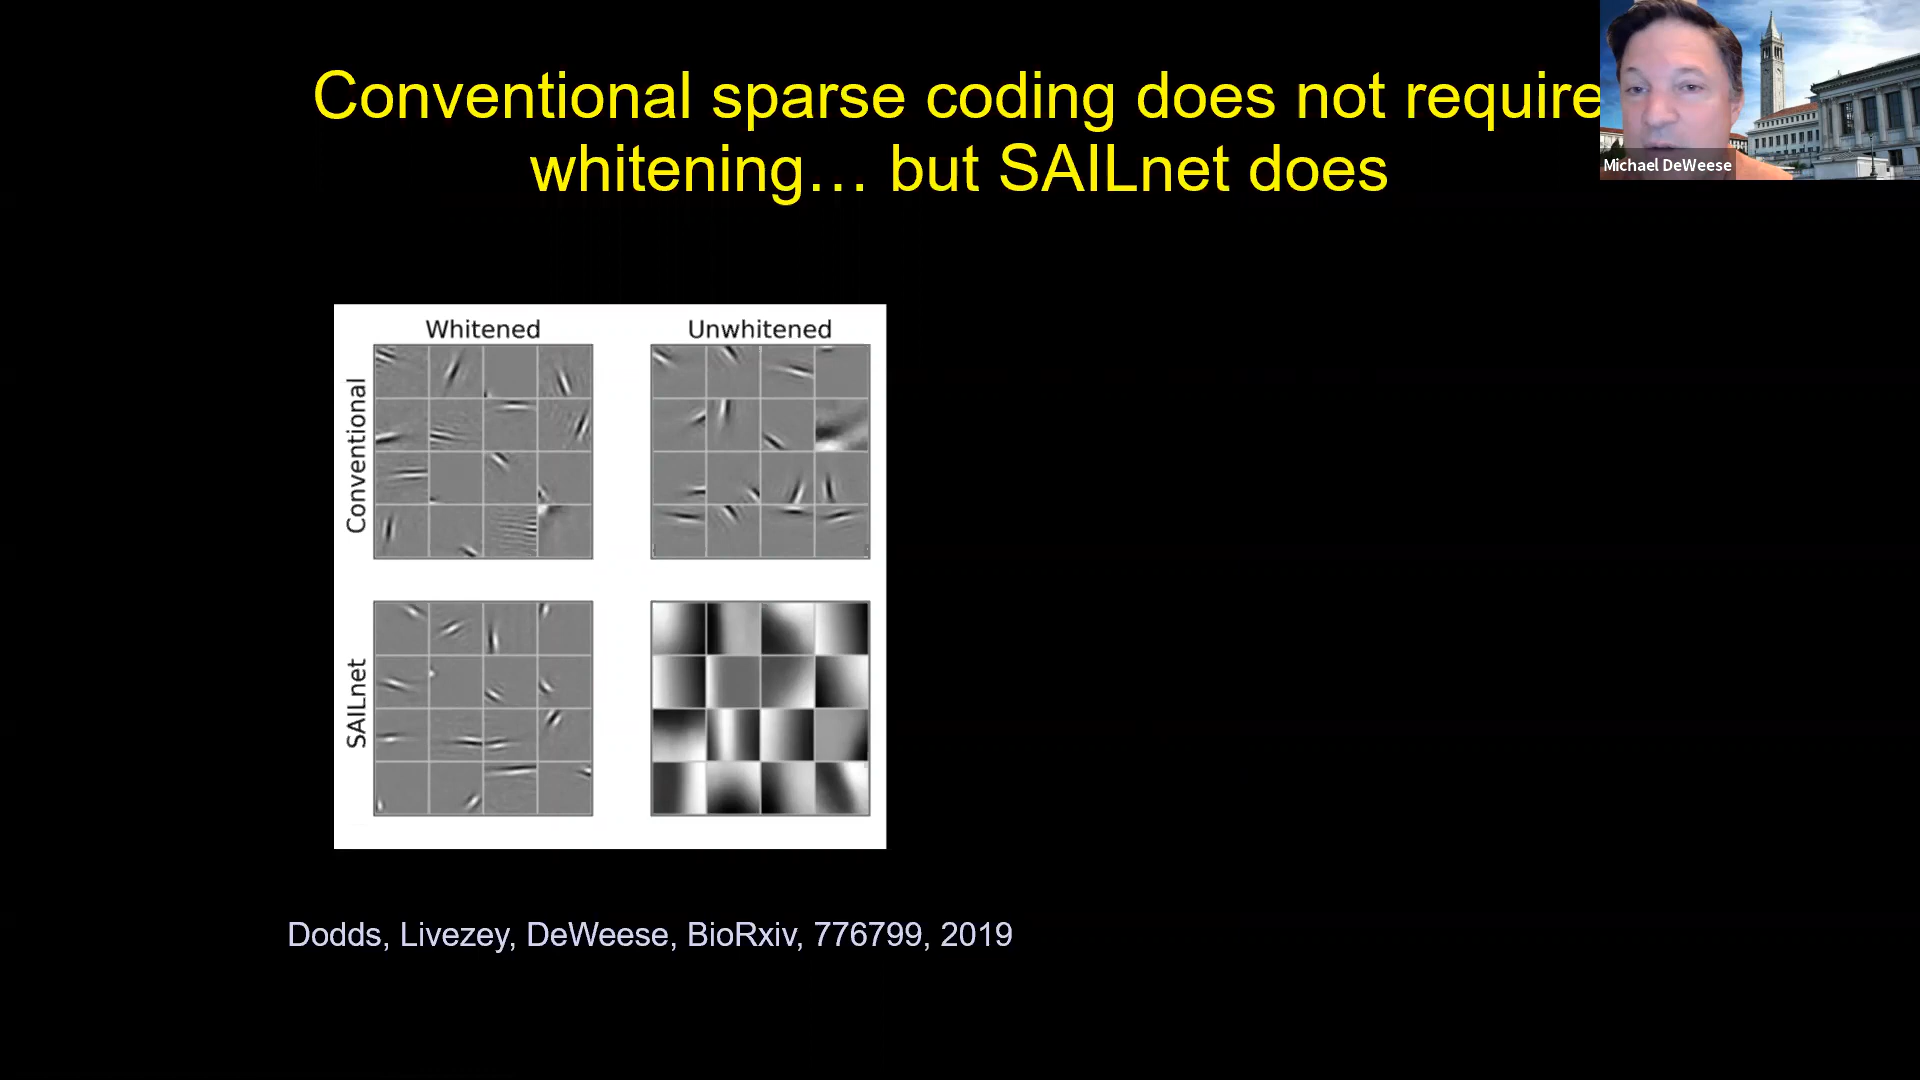 Conventional sparse coding does not require
whitening… but SAILnet does
Michael DeWeese
Whitened
Unwhitened
Conventional
SAILnet
Dodds, Livezey, DeWeese, BioRxiv, 776799, 2019